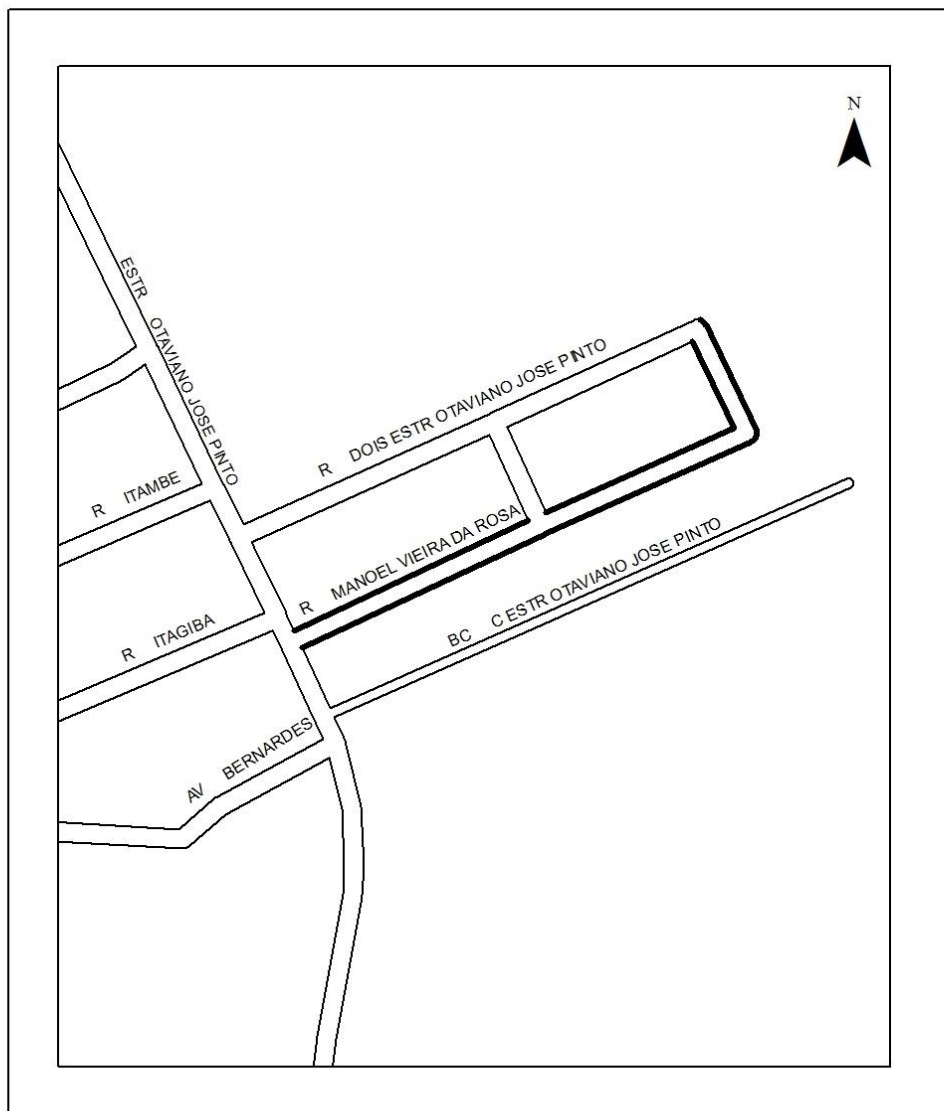 N
ESTR OTAVIANO JOSE PINTO
R DOIS ESTR OTAVIANO JOSE PINTO
R ITAMBE
R MANOEL VIEIRA DA ROSA
BC C ESTR OTAVIANO JOSE PINTO
R ITAGIBA
AV BERNARDES